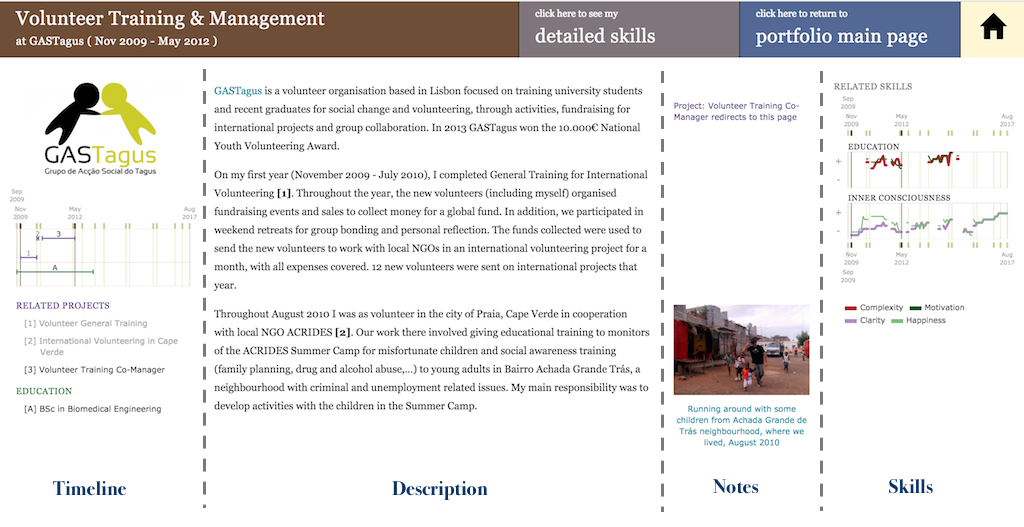 Volunteer Training & Management
at GASTagus ( Nov 2009 - May 2012 )
click here to see my
detailed skills
click here to return to
portfolio main page
GASTagus
Grupo de Acção Social do Tagus
Sep
2009
Nov
2009
May
2012
Aug
2017
2
3
1
A
RELATED PROJECTS
[1] Volunteer General Training
[2] International Volunteering in Cape
Verde
[3] Volunteer Training Co-Manager
EDUCATION
[A] BSc in Biomedical Engineering
Timeline
GASTagus is a volunteer organisation based in Lisbon focused on training university students
and recent graduates for social change and volunteering, through activities, fundraising for
international projects and group collaboration. In 2013 GASTagus won the 10.000€ National
Youth Volunteering Award.
On my first year (November 2009 - July 2010), I completed General Training for International
Volunteering [1]. Throughout the year, the new volunteers (including myself) organised
fundraising events and sales to collect money for a global fund. In addition, we participated in
weekend retreats for group bonding and personal reflection. The funds collected were used to
send the new volunteers to work with local NGOs in an international volunteering project for a
month, with all expenses covered. 12 new volunteers were sent on international projects that
year.
Throughout August 2010 I was as volunteer in the city of Praia, Cape Verde in cooperation
with local NGO ACRIDES [2]. Our work there involved giving educational training to monitors
of the ACRIDES Summer Camp for misfortunate children and social awareness training
(family planning, drug and alcohol abuse,...) to young adults in Bairro Achada Grande Trás, a
neighbourhood with criminal and unemployment related issues. My main responsibility was to
develop activities with the children in the Summer Camp.
Description
Project: Volunteer Training Co-
Manager redirects to this page
Running around with some
children from Achada Grande de
Trás neighbourhood, where we
lived, August 2010
Notes
RELATED SKILLS
Sep
2009
Nov
2009
May
2012
Aug
2017
EDUCATION
+
-
INNER CONSCIOUSNESS
+
-
Nov
2009
May
2012
Aug
2017
Sep
2009
Complexity
Motivation
Clarity
Happiness
Skills